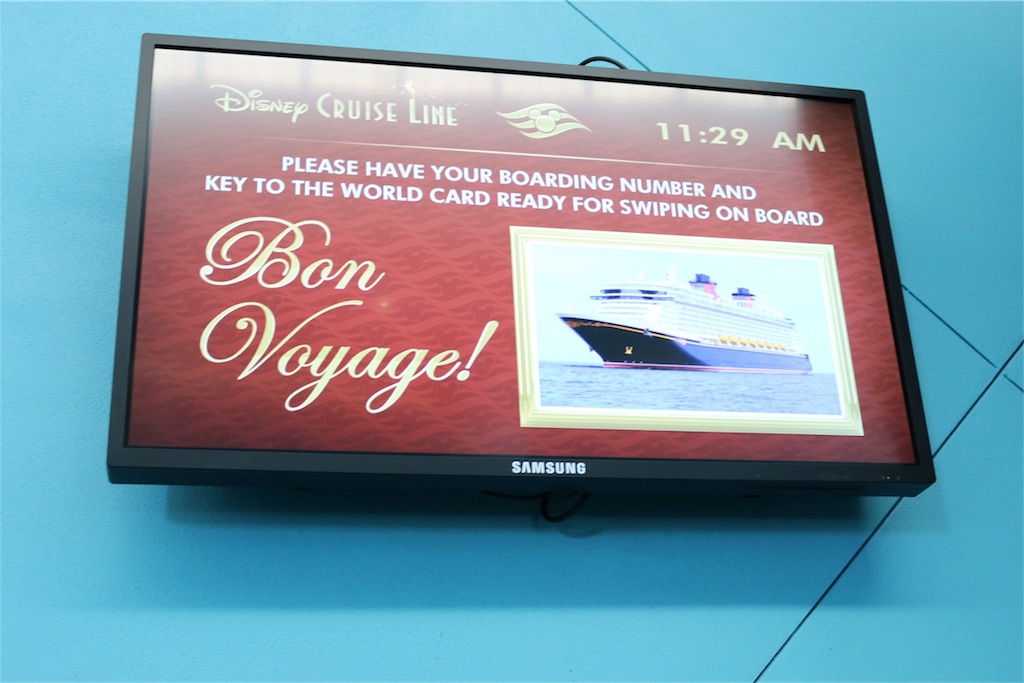 Disney Cruise Line
11:29 AM
PLEASE HAVE YOUR BOARDING NUMBER AND
KEY TO THE WORLD CARD READY FOR SWIPING ON BOARD
Bon
Voyage!
SAMSUNG